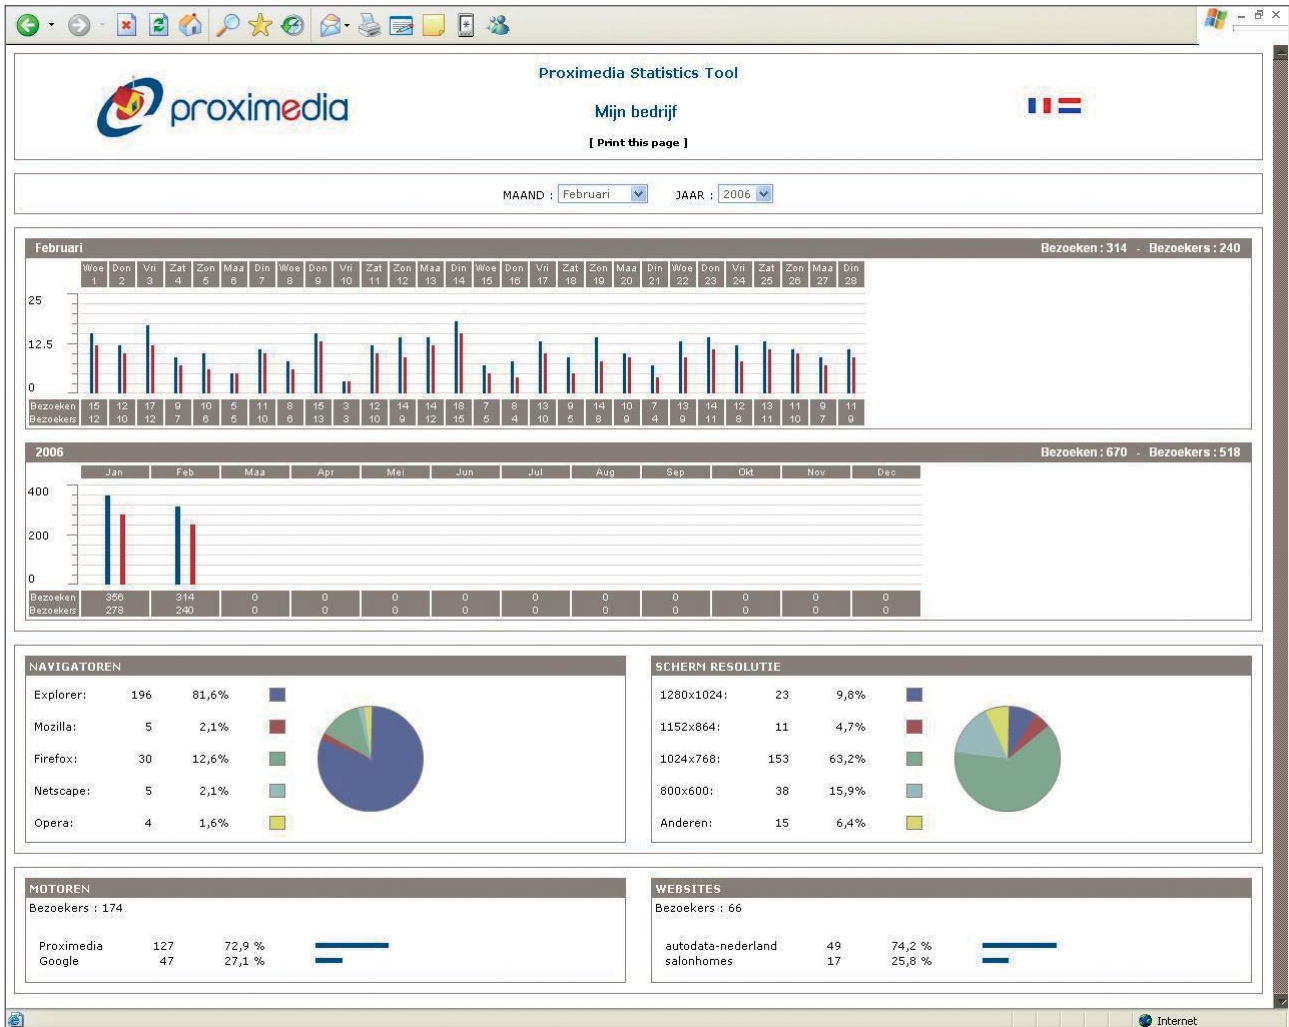 Proximedia Statistics Tool
proximedia
Mijn bedrijf
[ Print this page ]
MAAND : Februari JAAR : 2006
Februari Bezoeken : 314 - Bezoekers : 240
Woe Don Vri Zat Zon Maa Din Woe Don Vri Zat Zon Maa Din Woe Don Vri Zat Zon Maa Din Woe Don Vri Zat Zon Maa Din
1 2 3 4 5 6 7 8 9 10 11 12 13 14 15 16 17 18 19 20 21 22 23 24 25 26 27 28
25
12.5
0
Bezoeken 15 12 17 9 10 5 11 8 15 3 12 14 14 18 7 8 13 9 14 10 7 13 14 12 13 11 9 11
Bezoekers 12 10 12 7 6 5 10 6 13 3 10 9 12 15 5 4 10 5 8 9 4 9 11 8 11 10 7 9
2006 Bezoeken : 670 - Bezoekers : 518
Jan Feb Maa Apr Mei Jun Jul Aug Sep Okt Nov Dec
400
200
0
Bezoeken 356 314 0 0 0 0 0 0 0 0 0 0
Bezoekers 278 240 0 0 0 0 0 0 0 0 0 0
NAVIGATOREN
Explorer: 196 81,6%
Mozilla: 5 2,1%
Firefox: 30 12,6%
Netscape: 5 2,1%
Opera: 4 1,6%
SCHERM RESOLUTIE
1280x1024: 23 9,8%
1152x864: 11 4,7%
1024x768: 153 63,2%
800x600: 38 15,9%
Anderen: 15 6,4%
MOTOREN
Bezoekers : 174
Proximedia 127 72,9 %
Google 47 27,1 %
WEBSITES
Bezoekers : 66
autodata-nederland 49 74,2 %
salonhomes 17 25,8 %
Internet